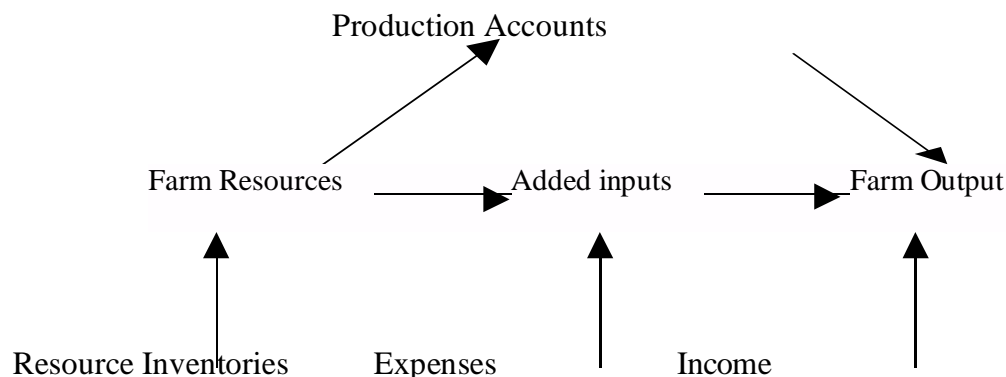 Production Accounts
Farm Resources Added inputs Farm Output
Resource Inventories Expenses Income